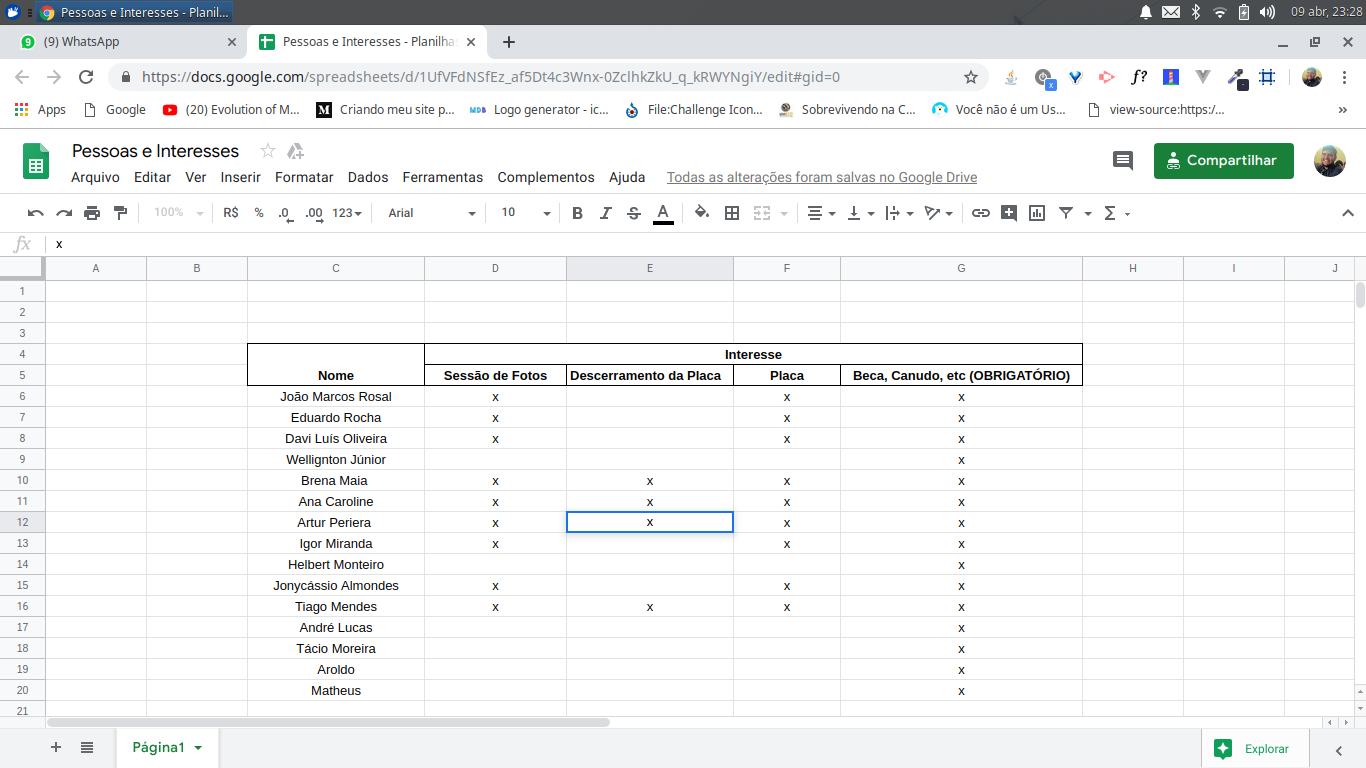 Pessoas e Interesses - Planil... 09 abr, 23:28
(9) WhatsApp Pessoas e Interesses - Planilha
https://docs.google.com/spreadsheets/d/1UfVFdNSfEz_af5Dt4c3Wnx-0ZclhkZkU_q_kRWYNgiY/edit#gid=0 x f? -
Apps Google (20) Evolution of M... Criando meu site p... Logo generator - ic... File:Challenge Icon... Sobrevivendo na C... Você não é um Us... view-source:https:/... »
Pessoas e Interesses Compartilhar
Arquivo Editar Ver Inserir Formatar Dados Ferramentas Complementos Ajuda Todas as alterações foram salvas no Google Drive
100% R$ % .0 .00 123 Arial 10 B I S A Σ
fx x
A B C D E F G H I J
1
2
3
4 Interesse
5 Nome Sessão de Fotos Descerramento da Placa Placa Beca, Canudo, etc (OBRIGATÓRIO)
6 João Marcos Rosal x x x
7 Eduardo Rocha x x x
8 Davi Luís Oliveira x x x
9 Wellignton Júnior x
10 Brena Maia x x x x
11 Ana Caroline x x x x
12 Artur Periera x x x x
13 Igor Miranda x x x
14 Helbert Monteiro x
15 Jonycássio Almondes x x x
16 Tiago Mendes x x x x
17 André Lucas x
18 Tácio Moreira x
19 Aroldo x
20 Matheus x
21
+ Página1 Explorar